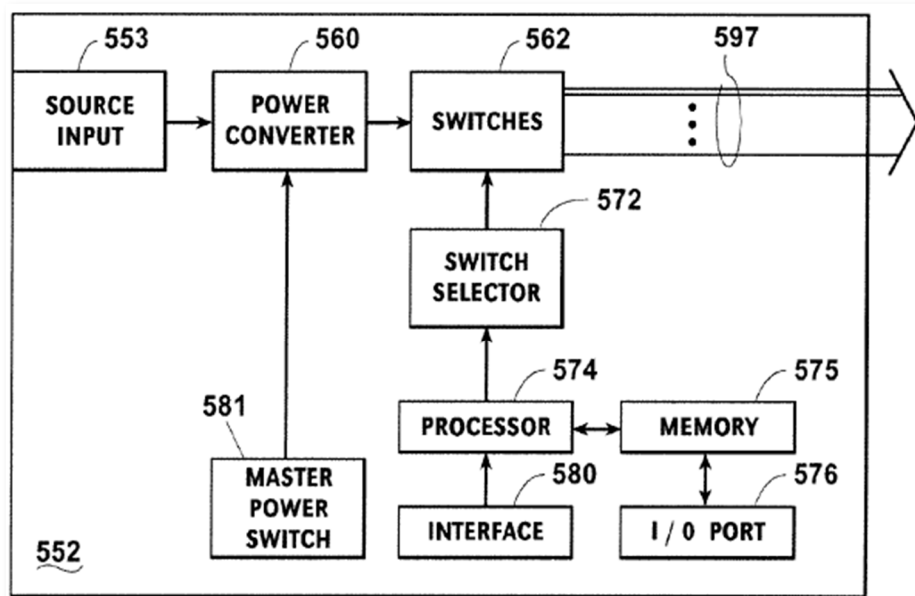 553
560
562
597
SOURCE
INPUT
POWER
CONVERTER
SWITCHES
572
SWITCH
SELECTOR
574
575
581
PROCESSOR
MEMORY
MASTER
POWER
SWITCH
580
576
INTERFACE
I / O PORT
552